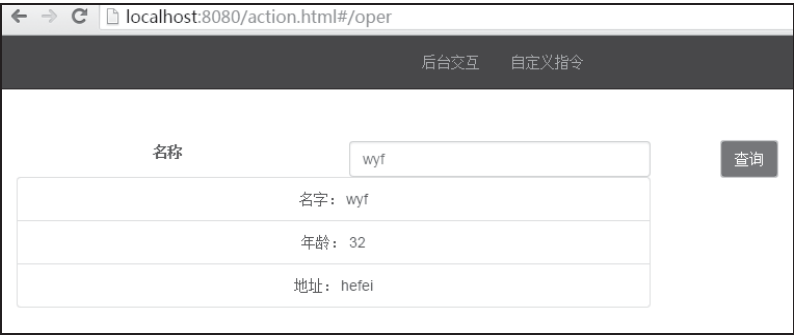 localhost:8080/action.html#/oper
后台交互 自定义指令
名称 wyf 查询
名字：wyf
年龄：32
地址：hefei